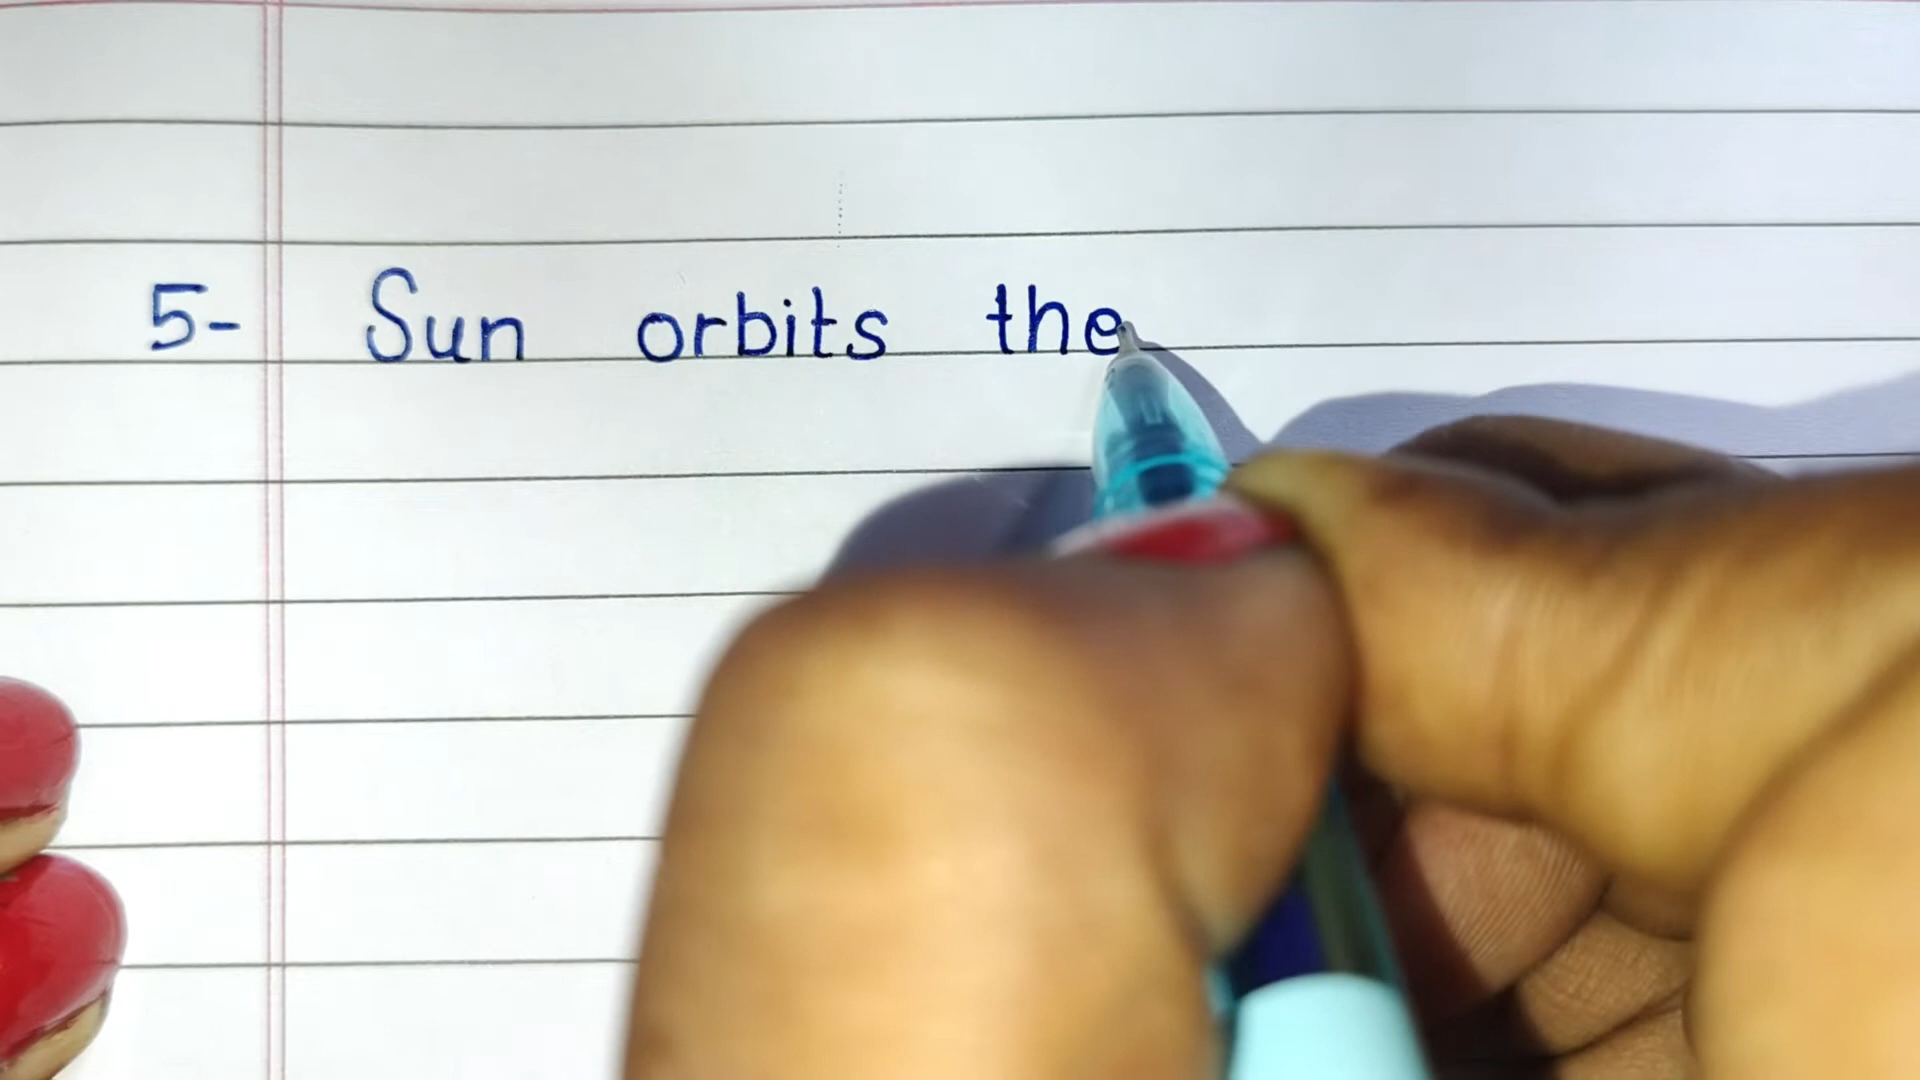 5- Sun orbits the